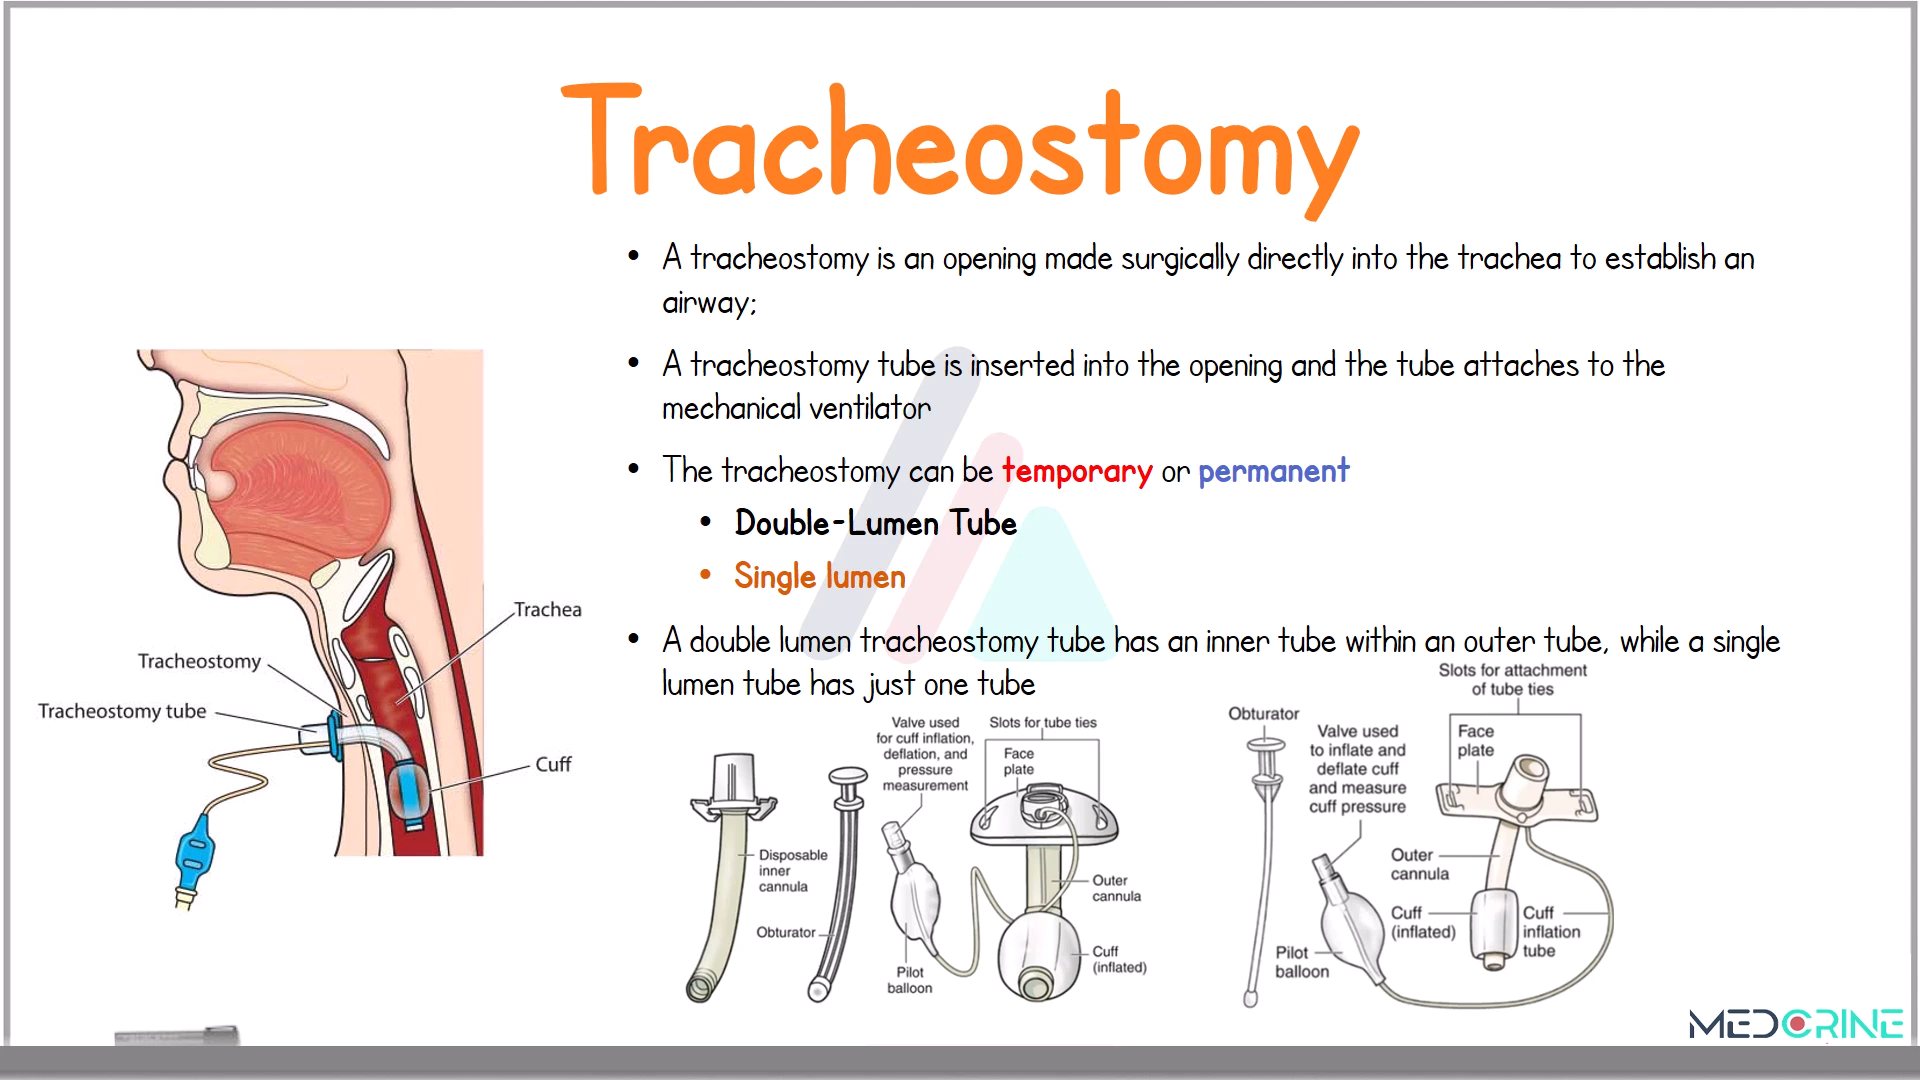 Tracheostomy
• A tracheostomy is an opening made surgically directly into the trachea to establish an
airway;
• A tracheostomy tube is inserted into the opening and the tube attaches to the
mechanical ventilator
• The tracheostomy can be temporary or permanent
• Double-Lumen Tube
• Single lumen
• A double lumen tracheostomy tube has an inner tube within an outer tube, while a single
lumen tube has just one tube
Trachea
Tracheostomy
Tracheostomy tube
Cuff
Valve used
for cuff inflation,
deflation, and
pressure
measurement
Slots for tube ties
Face
plate
Disposable
inner
cannula
Obturator
Pilot
balloon
Outer
cannula
Cuff
(inflated)
Slots for attachment
of tube ties
Obturator
Valve used
to inflate and
deflate cuff
and measure
cuff pressure
Face
plate
Outer
cannula
Cuff
(inflated)
Cuff
inflation
tube
Pilot
balloon
MEDCRINE